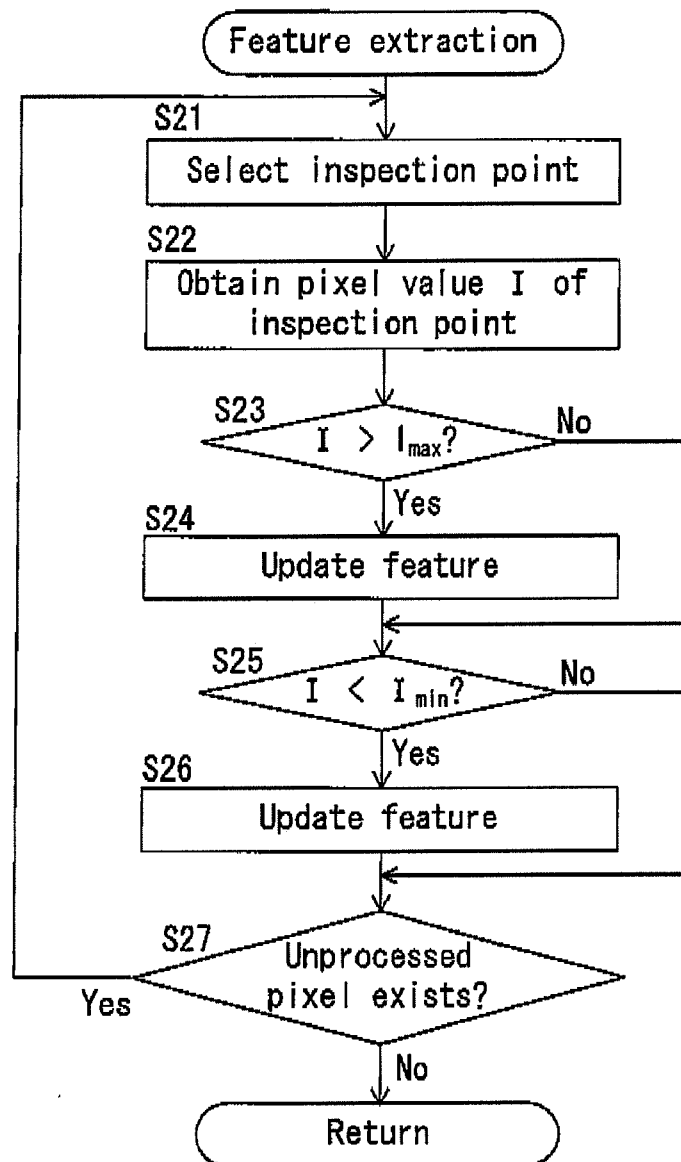 Feature extraction
S21
Select inspection point
S22
Obtain pixel value I of
inspection point
S23
I > Imax?
No
Yes
S24
Update feature
S25
I < Imin?
No
Yes
S26
Update feature
S27
Unprocessed
pixel exists?
Yes
No
Return